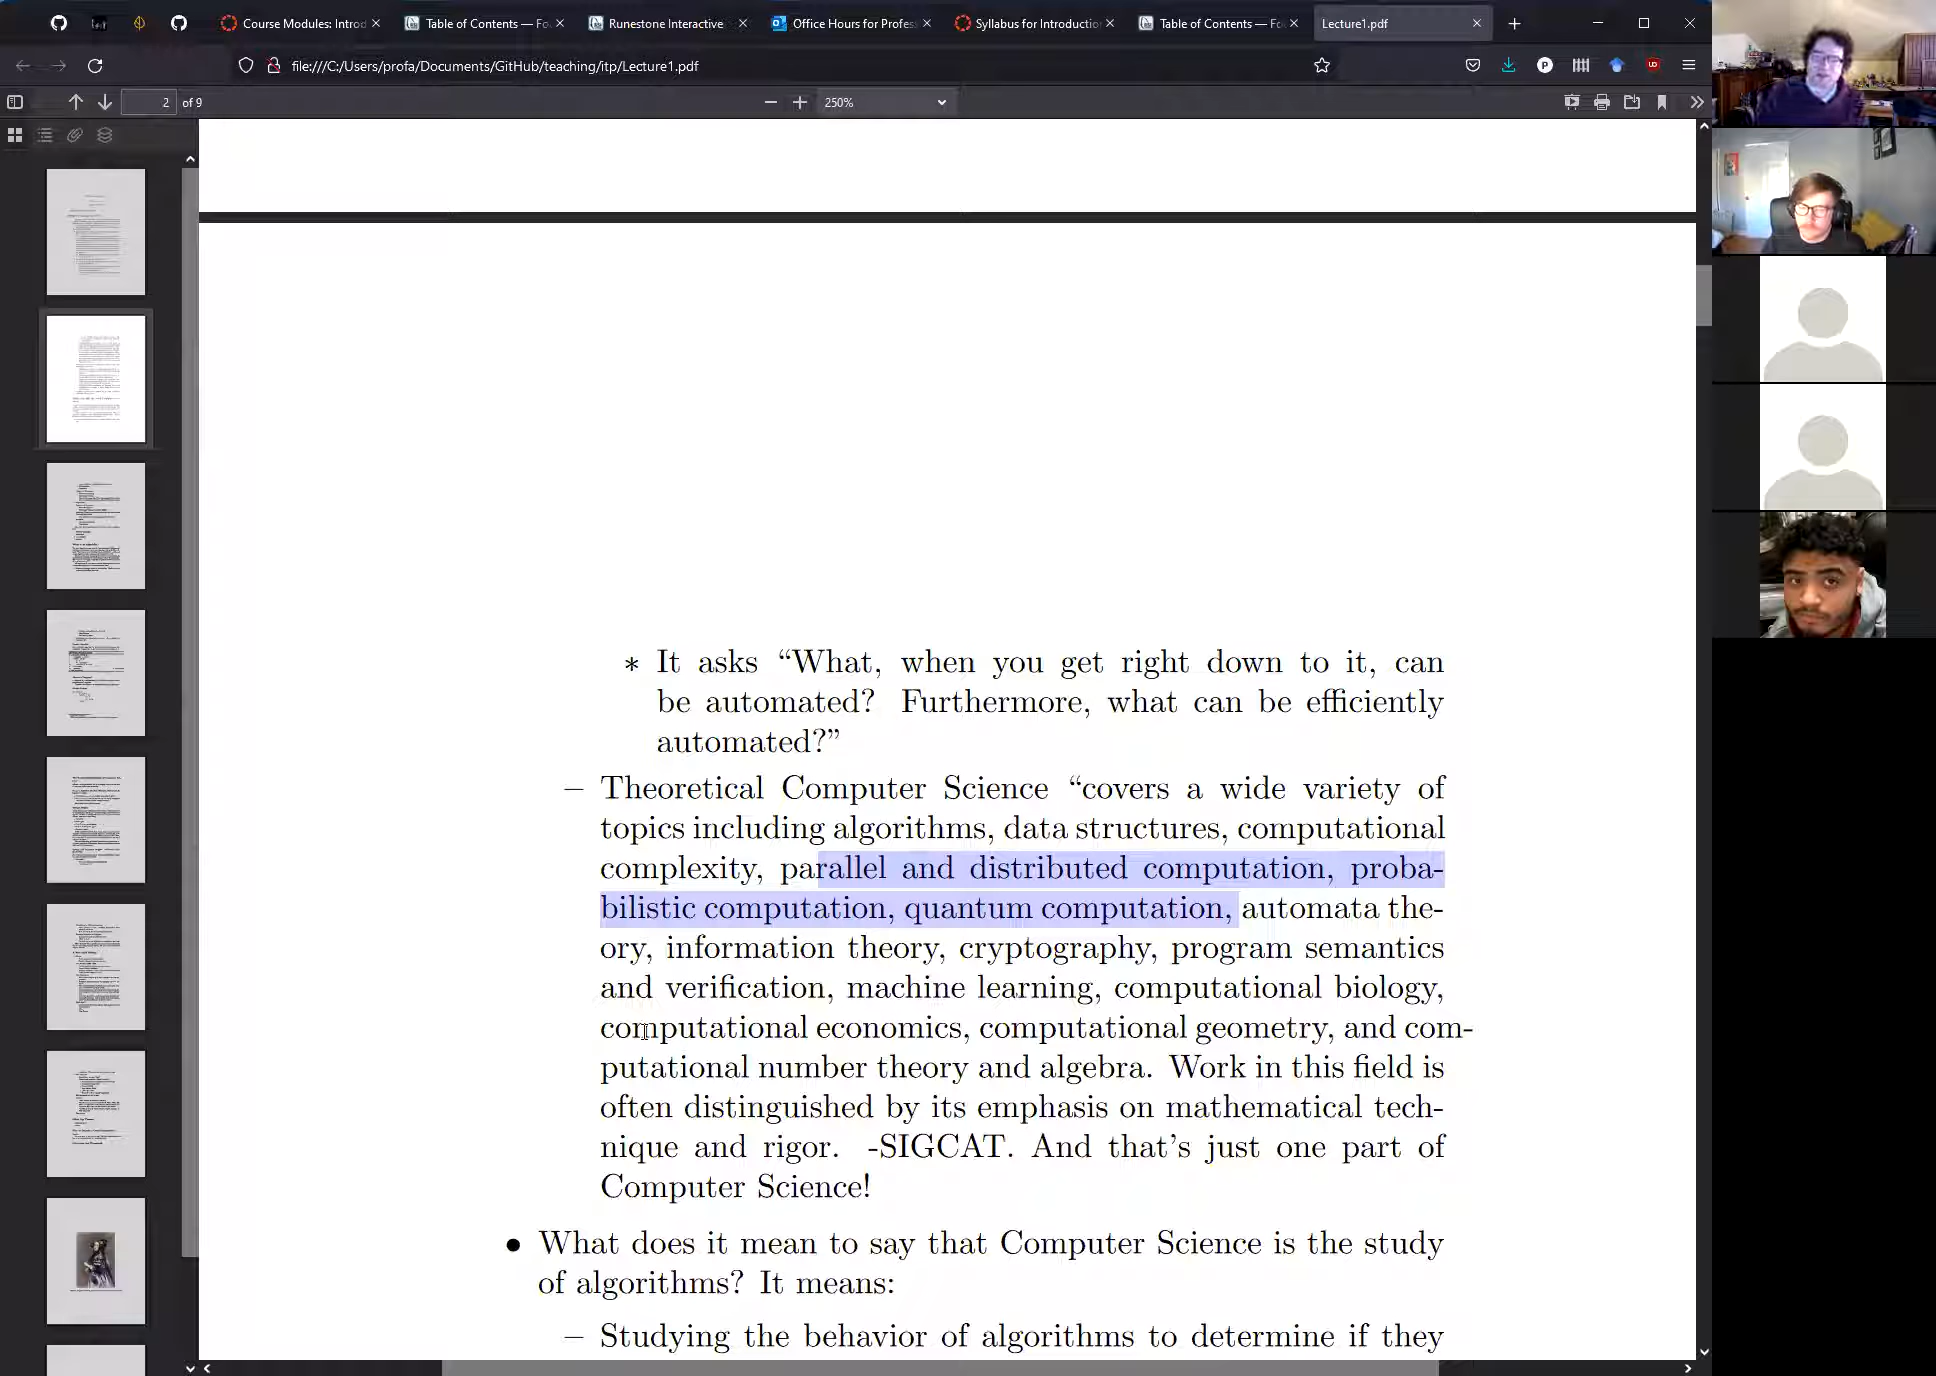 Course Modules: Introd
Table of Contents — Fo
Runestone Interactive
Office Hours for Profes
Syllabus for Introductio
Table of Contents — Fo
Lecture1.pdf
file:///C:/Users/profa/Documents/GitHub/teaching/itp/Lecture1.pdf
2 of 9
250%
* It asks “What, when you get right down to it, can
be automated? Furthermore, what can be efficiently
automated?”
– Theoretical Computer Science “covers a wide variety of
topics including algorithms, data structures, computational
complexity, parallel and distributed computation, proba-
bilistic computation, quantum computation, automata the-
ory, information theory, cryptography, program semantics
and verification, machine learning, computational biology,
computational economics, computational geometry, and com-
putational number theory and algebra. Work in this field is
often distinguished by its emphasis on mathematical tech-
nique and rigor. -SIGCAT. And that’s just one part of
Computer Science!
• What does it mean to say that Computer Science is the study
of algorithms? It means:
– Studying the behavior of algorithms to determine if they